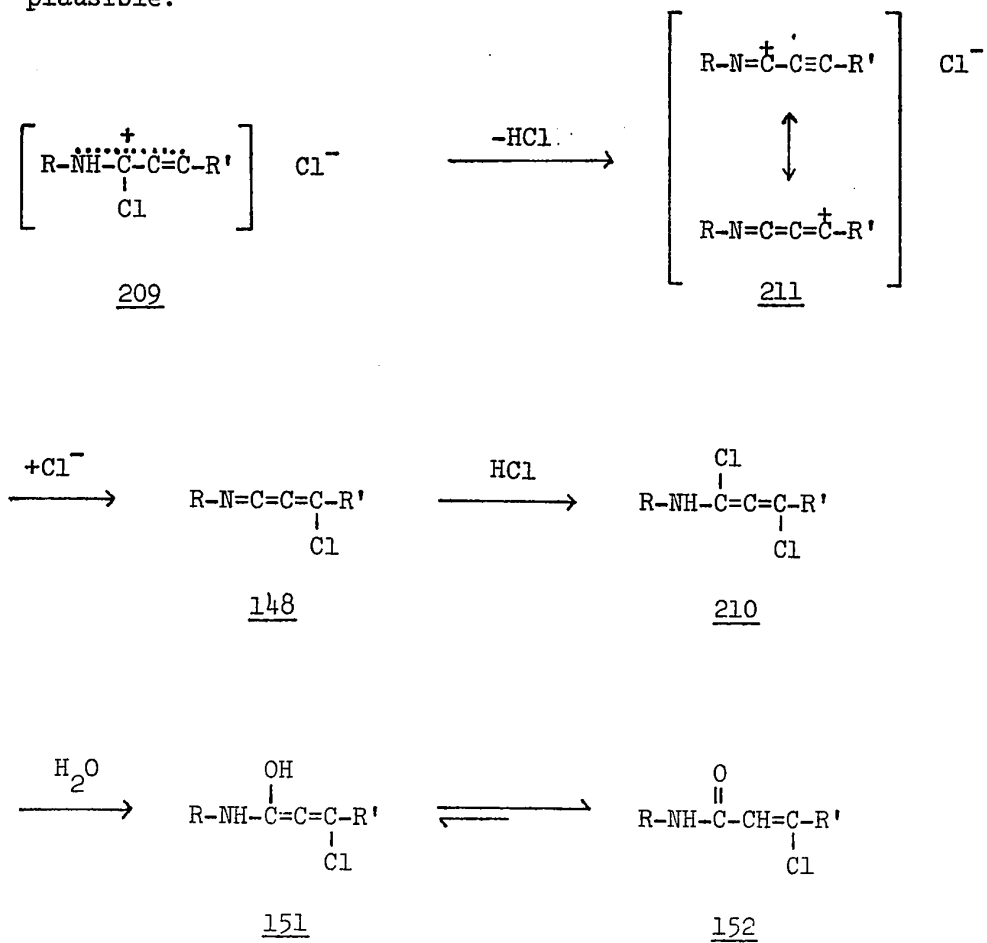 plausible.
R-N=C⁺-C≡C-R' Cl⁻
+
R-NH-C-C=C-R' Cl⁻
Cl
-HCl
R-N=C=C=C⁺-R'
209
211
+Cl⁻
R-N=C=C=C-R'
Cl
HCl
Cl
R-NH-C=C=C-R'
Cl
148
210
H₂O
OH
R-NH-C=C=C-R'
Cl
O
R-NH-C-CH=C-R'
Cl
151
152